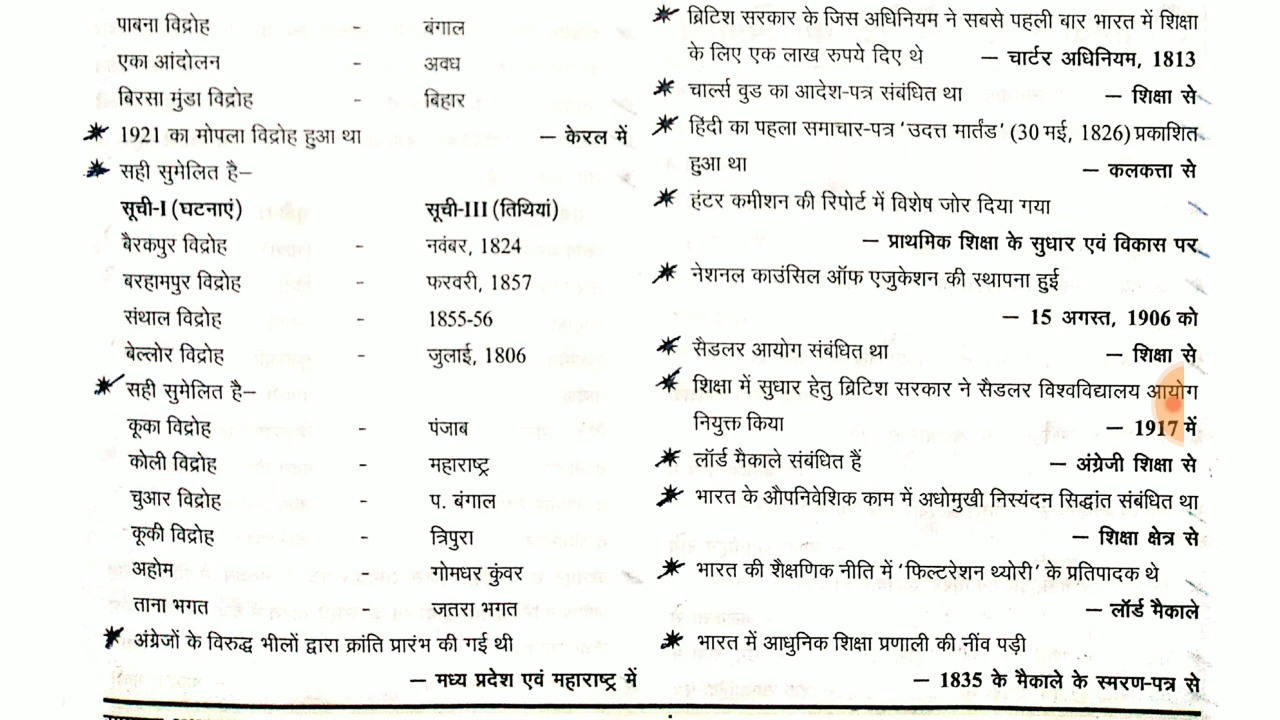 पाबना विद्रोह - बंगाल
एका आंदोलन - अवध
बिरसा मुंडा विद्रोह - बिहार
1921 का मोपला विद्रोह हुआ था – केरल में
सही सुमेलित है–
सूची-I (घटनाएं) सूची-III (तिथियां)
बैरकपुर विद्रोह - नवंबर, 1824
बरहामपुर विद्रोह - फरवरी, 1857
संथाल विद्रोह - 1855-56
बेल्लोर विद्रोह - जुलाई, 1806
सही सुमेलित है–
कूका विद्रोह - पंजाब
कोली विद्रोह - महाराष्ट्र
चुआर विद्रोह - प. बंगाल
कूकी विद्रोह - त्रिपुरा
अहोम - गोमधर कुंवर
ताना भगत - जतरा भगत
अंग्रेजों के विरुद्ध भीलों द्वारा क्रांति प्रारंभ की गई थी
– मध्य प्रदेश एवं महाराष्ट्र में
ब्रिटिश सरकार के जिस अधिनियम ने सबसे पहली बार भारत में शिक्षा
के लिए एक लाख रुपये दिए थे – चार्टर अधिनियम, 1813
चार्ल्स वुड का आदेश-पत्र संबंधित था – शिक्षा से
हिंदी का पहला समाचार-पत्र 'उदत्त मार्तंड' (30 मई, 1826) प्रकाशित
हुआ था – कलकत्ता से
हंटर कमीशन की रिपोर्ट में विशेष जोर दिया गया
– प्राथमिक शिक्षा के सुधार एवं विकास पर
नेशनल काउंसिल ऑफ एजुकेशन की स्थापना हुई
– 15 अगस्त, 1906 को
सैडलर आयोग संबंधित था – शिक्षा से
शिक्षा में सुधार हेतु ब्रिटिश सरकार ने सैडलर विश्वविद्यालय आयोग
नियुक्त किया – 1917 में
लॉर्ड मैकाले संबंधित हैं – अंग्रेजी शिक्षा से
भारत के औपनिवेशिक काम में अधोमुखी निस्यंदन सिद्धांत संबंधित था
– शिक्षा क्षेत्र से
भारत की शैक्षणिक नीति में 'फिल्टरेशन थ्योरी' के प्रतिपादक थे
– लॉर्ड मैकाले
भारत में आधुनिक शिक्षा प्रणाली की नींव पड़ी
– 1835 के मैकाले के स्मरण-पत्र से